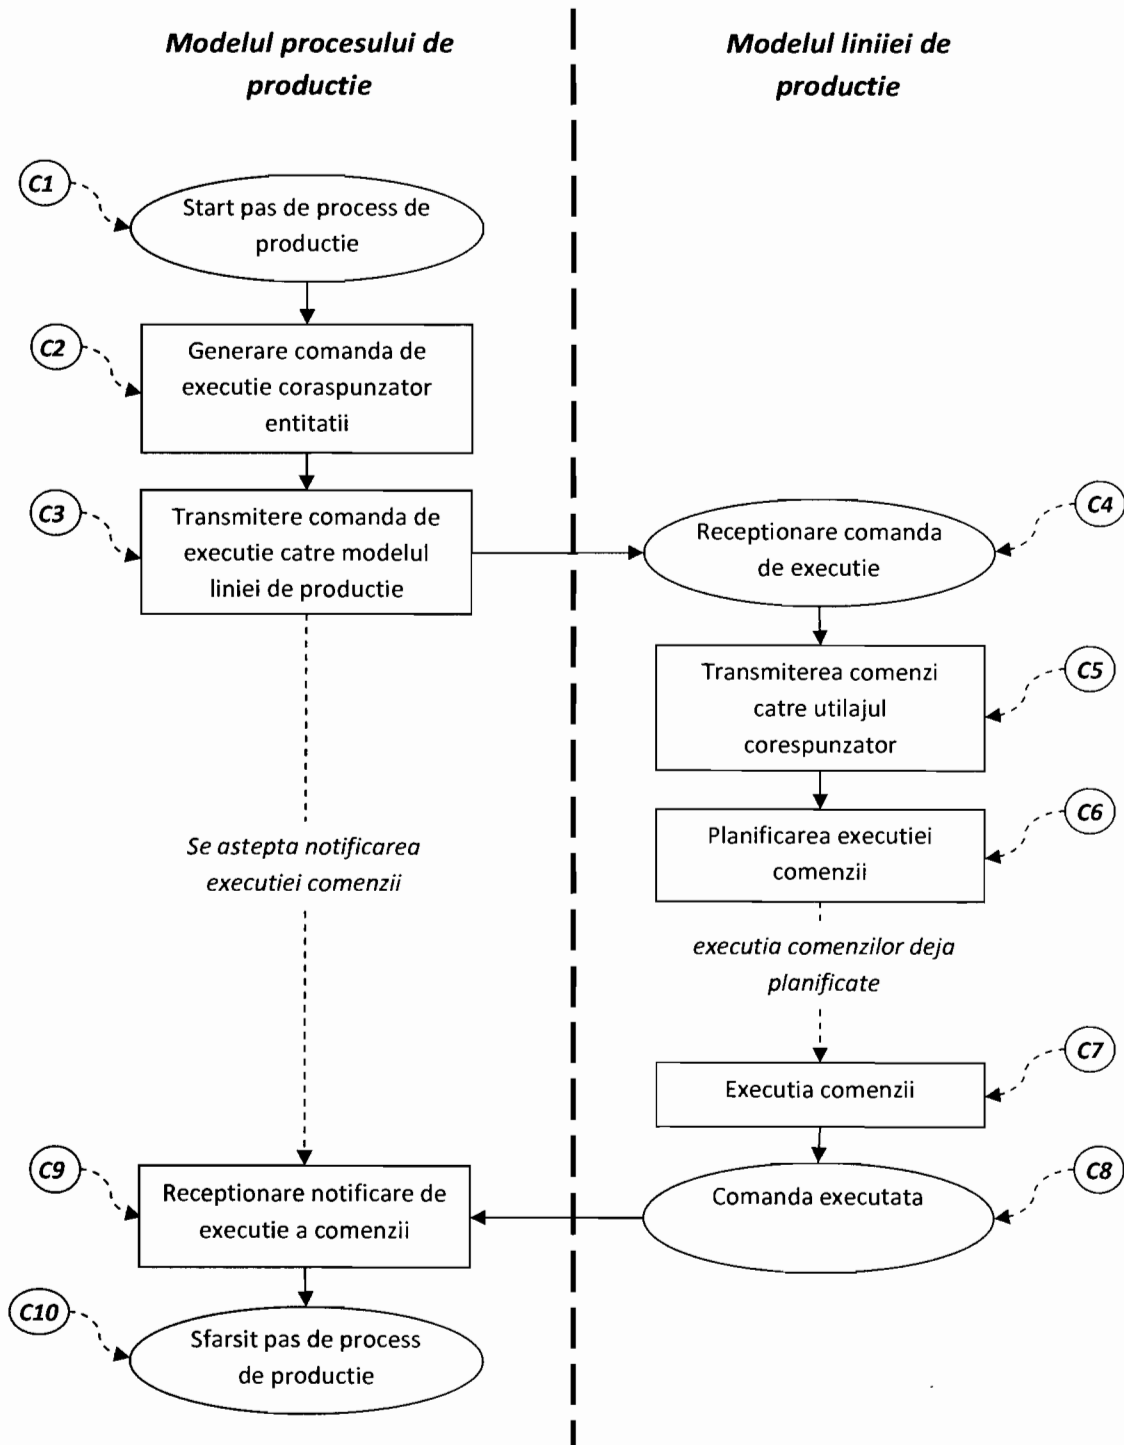 Modelul procesului de
productie
Modelul liniiei de
productie
C1
Start pas de process de
productie
C2
Generare comanda de
executie coraspunzator
entitatii
C3
Transmitere comanda de
executie catre modelul
liniei de productie
C4
Receptionare comanda
de executie
C5
Transmiterea comenzi
catre utilajul
corespunzator
C6
Planificarea executiei
comenzii
Se astepta notificarea
executiei comenzii
executia comenzilor deja
planificate
C7
Executia comenzii
C8
Comanda executata
C9
Receptionare notificare de
executie a comenzii
C10
Sfarsit pas de process
de productie